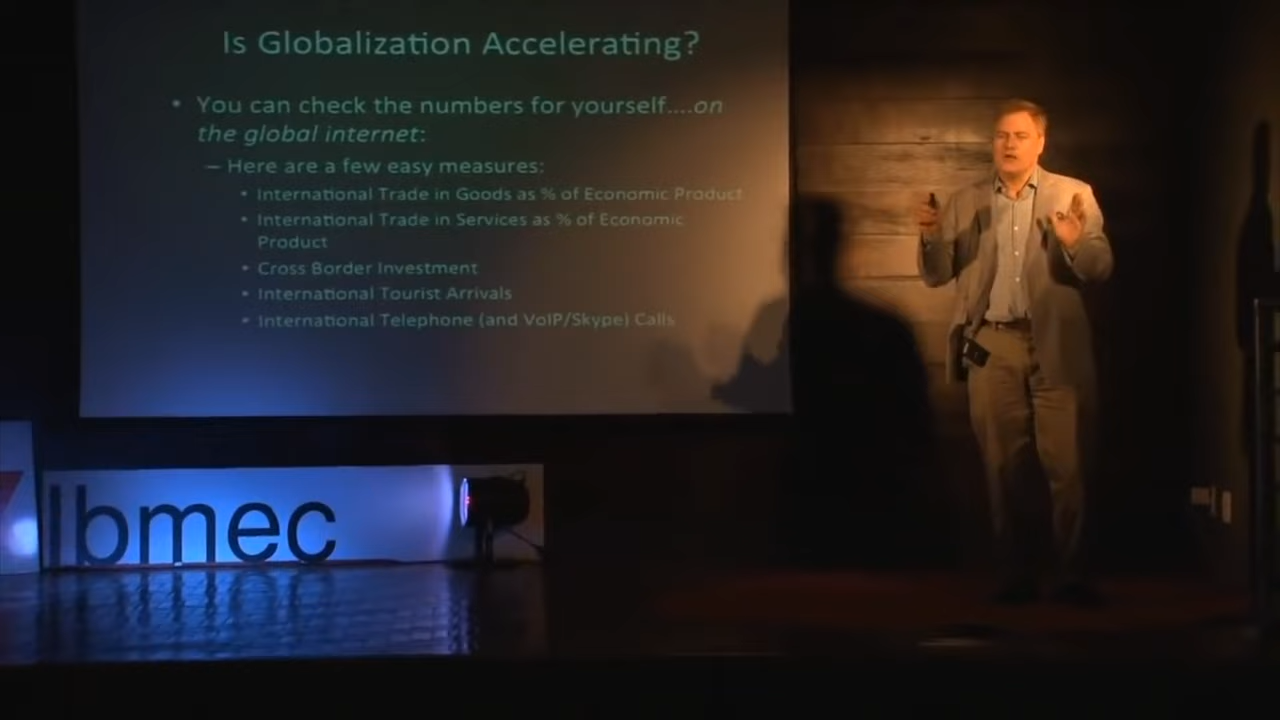 Is Globalization Accelerating?
• You can check the numbers for yourself....on
the global internet:
– Here are a few easy measures:
• International Trade in Goods as % of Economic Product
• International Trade in Services as % of Economic
Product
• Cross Border Investment
• International Tourist Arrivals
• International Telephone (and VoIP/Skype) Calls
Ibmec